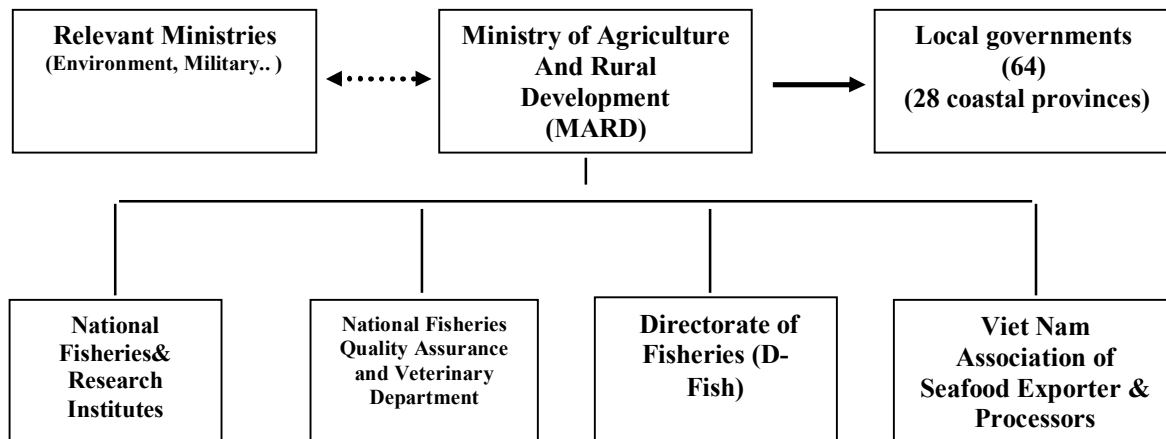 Relevant Ministries
(Environment, Military.. )
Ministry of Agriculture
And Rural
Development
(MARD)
Local governments
(64)
(28 coastal provinces)
National
Fisheries&
Research
Institutes
National Fisheries
Quality Assurance
and Veterinary
Department
Directorate of
Fisheries (D-
Fish)
Viet Nam
Association of
Seafood Exporter &
Processors